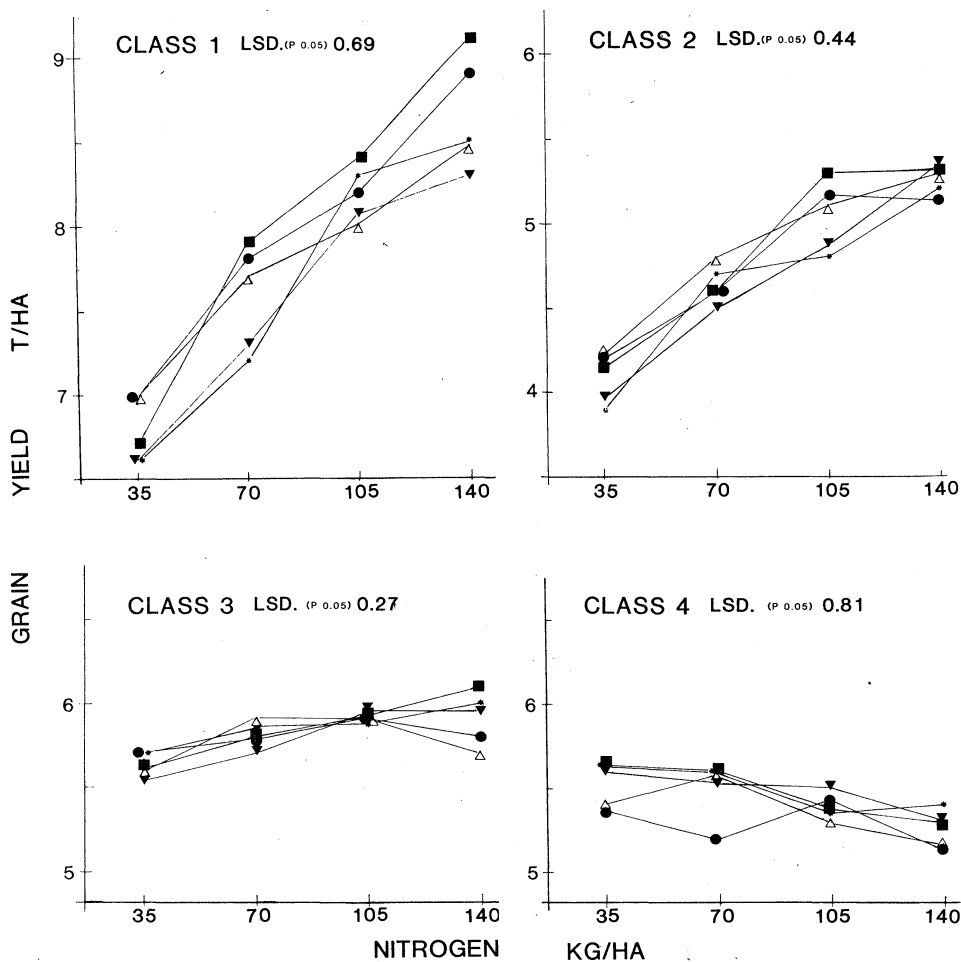 CLASS 1 LSD.(P 0.05) 0.69
9
8
7
35 70 105 140
CLASS 2 LSD.(P 0.05) 0.44
6
5
4
35 70 105 140
GRAIN YIELD T/HA
CLASS 3 LSD. (P 0.05) 0.27
6
5
35 70 105 140
CLASS 4 LSD. (P 0.05) 0.81
6
5
35 70 105 140
NITROGEN KG/HA